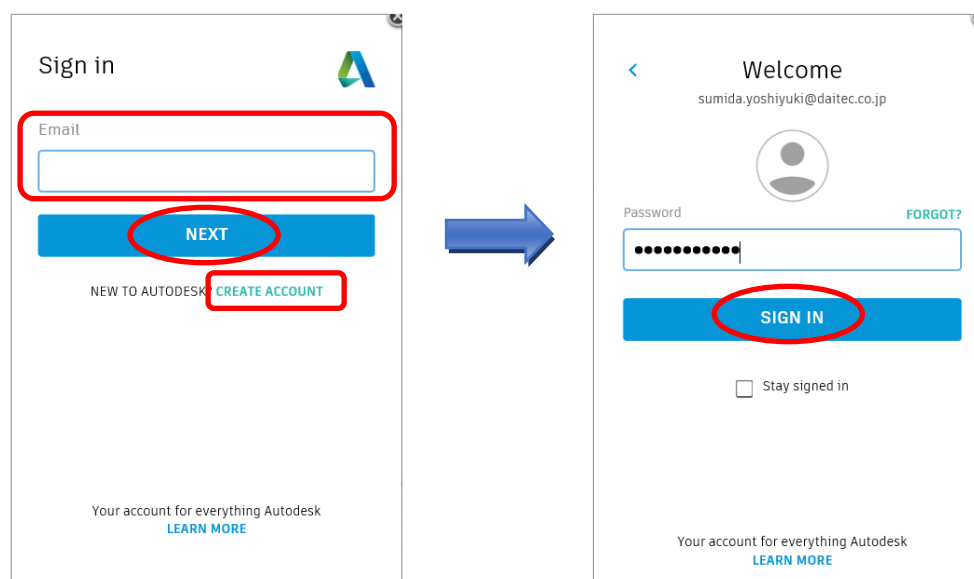 Sign in
Email
NEXT
NEW TO AUTODESK? CREATE ACCOUNT
Your account for everything Autodesk
LEARN MORE
Welcome
sumida.yoshiyuki@daitec.co.jp
Password
FORGOT?
SIGN IN
Stay signed in
Your account for everything Autodesk
LEARN MORE